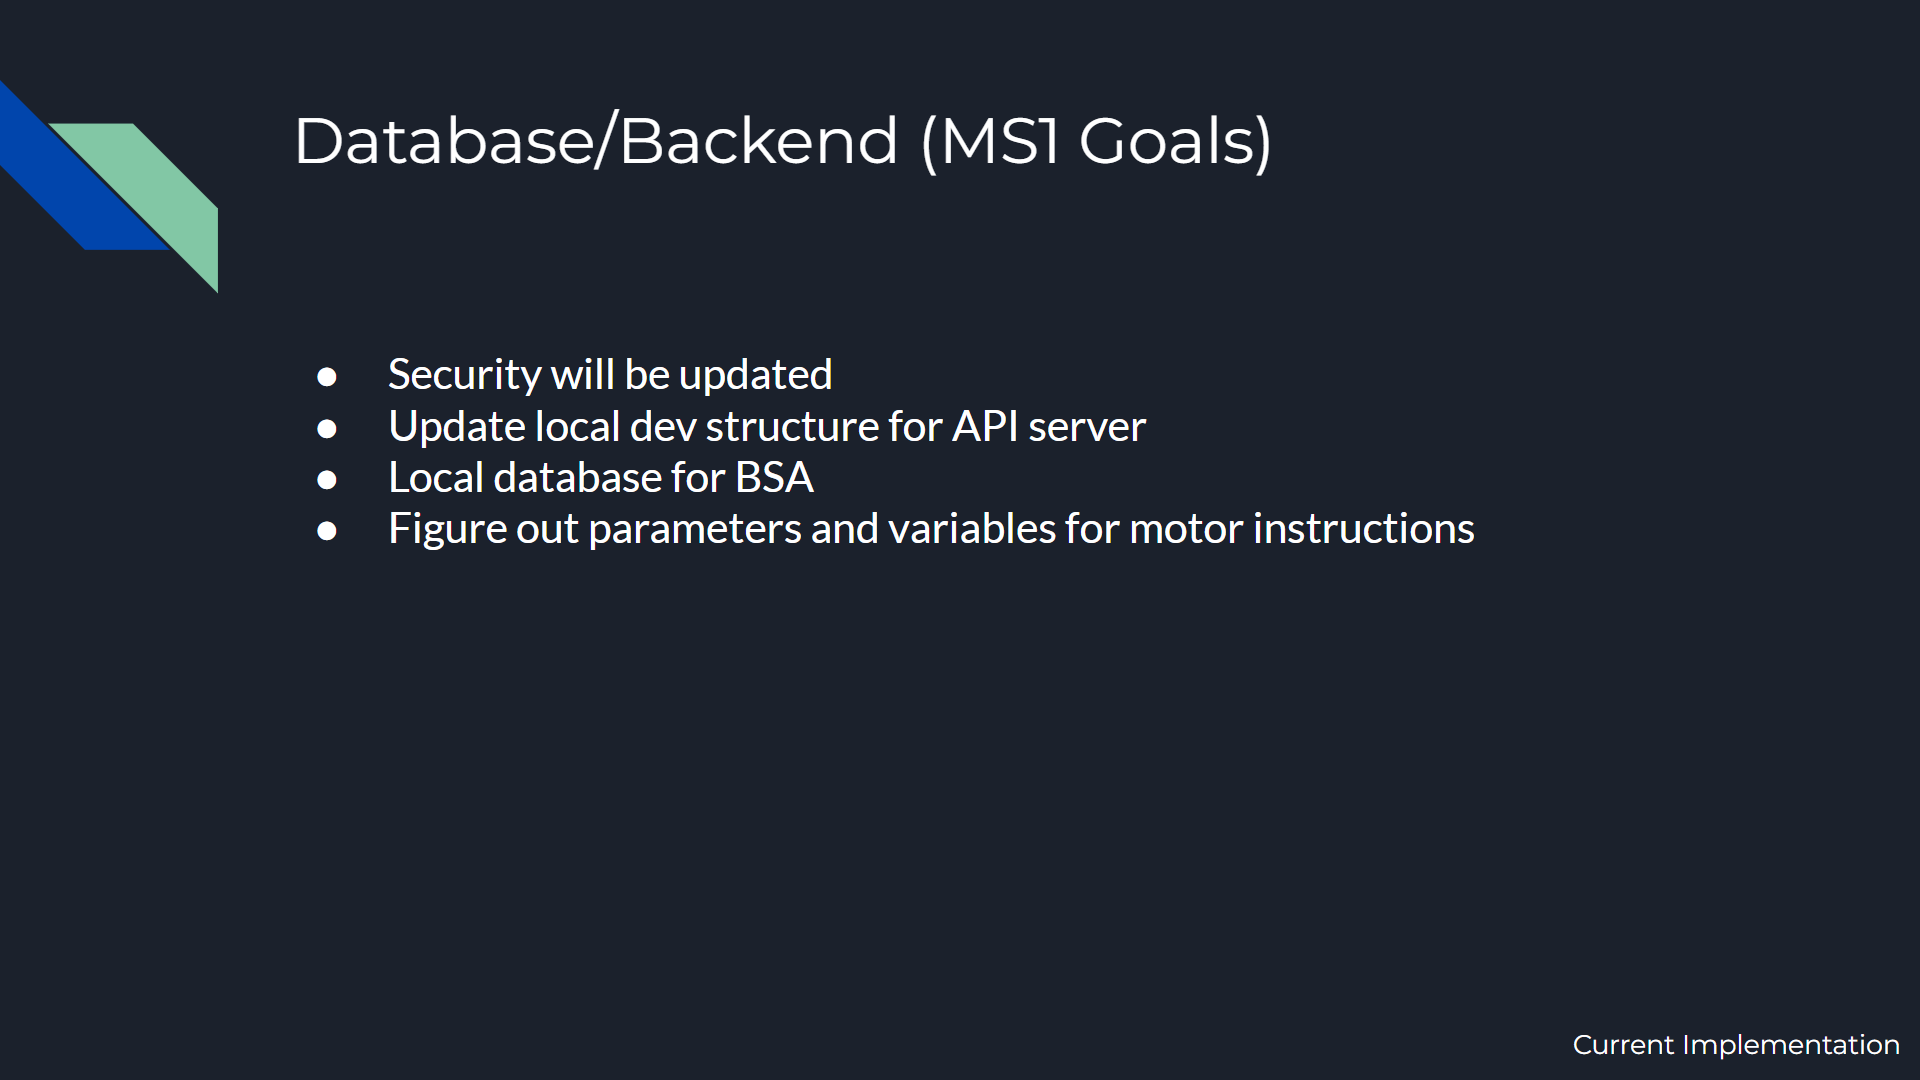 Database/Backend (MS1 Goals)
● Security will be updated
● Update local dev structure for API server
● Local database for BSA
● Figure out parameters and variables for motor instructions
Current Implementation